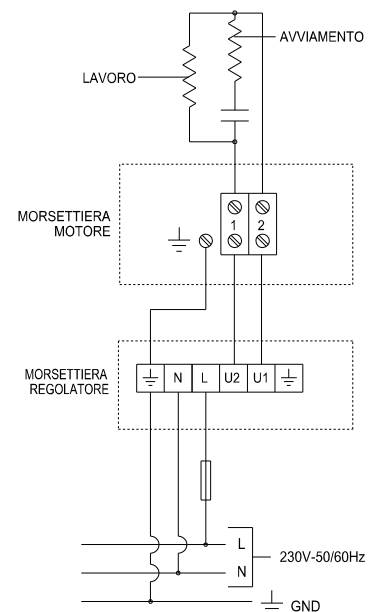 AVVIAMENTO
LAVORO
MORSETTIERA
MOTORE
1 2
MORSETTIERA
REGOLATORE
N L U2 U1
L
230V-50/60Hz
N
GND